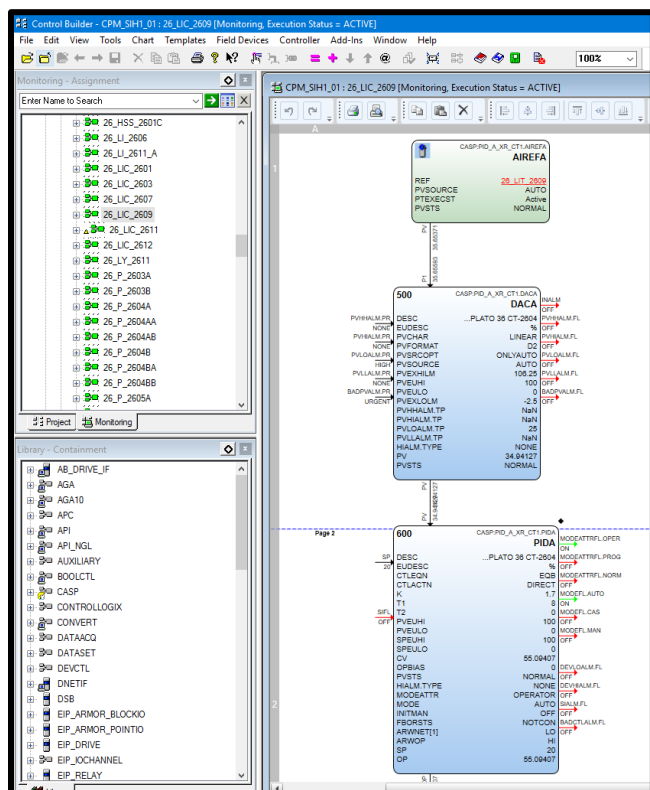 Control Builder - CPM_SIH1_01 : 26_LIC_2609 [Monitoring, Execution Status = ACTIVE]
File Edit View Tools Chart Templates Field Devices Controller Add-Ins Window Help
100%
Monitoring - Assignment
Enter Name to Search
26_HSS_2601C
26_LI_2606
26_LI_2611_A
26_LIC_2601
26_LIC_2603
26_LIC_2607
26_LIC_2609
26_LIC_2611
26_LIC_2612
26_LY_2611
26_P_2603A
26_P_2603B
26_P_2604A
26_P_2604AA
26_P_2604AB
26_P_2604B
26_P_2604BA
26_P_2604BB
26_P_2605A
Project Monitoring
Library - Containment
AB_DRIVE_IF
AGA
AGA10
APC
API
API_NGL
AUXILIARY
BOOLCTL
CASP
CONTROLLOGIX
CONVERT
DATAACQ
DATASET
DEVCTL
DNETIF
DSB
EIP_ARMOR_BLOCKIO
EIP_ARMOR_POINTIO
EIP_DRIVE
EIP_IOCHANNEL
EIP_RELAY
CPM_SIH1_01 : 26_LIC_2609 [Monitoring, Execution Status = ACTIVE]
A
1
CASP:PID_A_XR_CT1.AIREFA
AIREFA
REF 26_LIT_2609
PVSOURCE AUTO
PTEXECST Active
PVSTS NORMAL
PV
P1
500 CASP:PID_A_XR_CT1.DACA
DACA
INALM
OFF
PVHHALM.PR DESC ...PLATO 36 CT-2604 PVHHALM.FL
NONE EUDESC % OFF
PVHIALM.PR PVCHAR LINEAR PVHIALM.FL
NONE PVFORMAT D2 OFF
PVLOALM.PR PVSRCOPT ONLYAUTO PVLOALM.FL
HIGH PVSOURCE AUTO OFF
PVLLALM.PR PVEXHILM 106.25 PVLLALM.FL
NONE PVEUHI 100 OFF
BADPVALM.PR PVEULO 0 BADPVALM.FL
URGENT PVEXLOLM -2.5 OFF
PVHHALM.TP NaN
PVHIALM.TP NaN
PVLOALM.TP 25
PVLLALM.TP NaN
HIALM.TYPE NONE
PV 34.94127
PVSTS NORMAL
PV
PV
Page 2
600 CASP:PID_A_XR_CT1.PIDA
PIDA
MODEATTRFL.OPER
ON
SP DESC ...PLATO 36 CT-2604 MODEATTRFL.PROG
20 EUDESC % OFF
CTLEQN EQB MODEATTRFL.NORM
CTLACTN DIRECT OFF
K 1.7 MODEFL.AUTO
T1 8 ON
SIFL T2 0 MODEFL.CAS
OFF PVEUHI 100 OFF
PVEULO 0 MODEFL.MAN
SPEUHI 100 OFF
SPEULO 0
CV 55.09407
OPBIAS 0 DEVLOALM.FL
PVSTS NORMAL OFF
HIALM.TYPE NONE DEVHIALM.FL
MODEATTR OPERATOR OFF
MODE AUTO SIALM.FL
INITMAN OFF OFF
FBORSTS NOTCON BADCTLALM.FL
ARWNET[1] LO OFF
ARWOP HI
SP 20
OP 55.09407
2